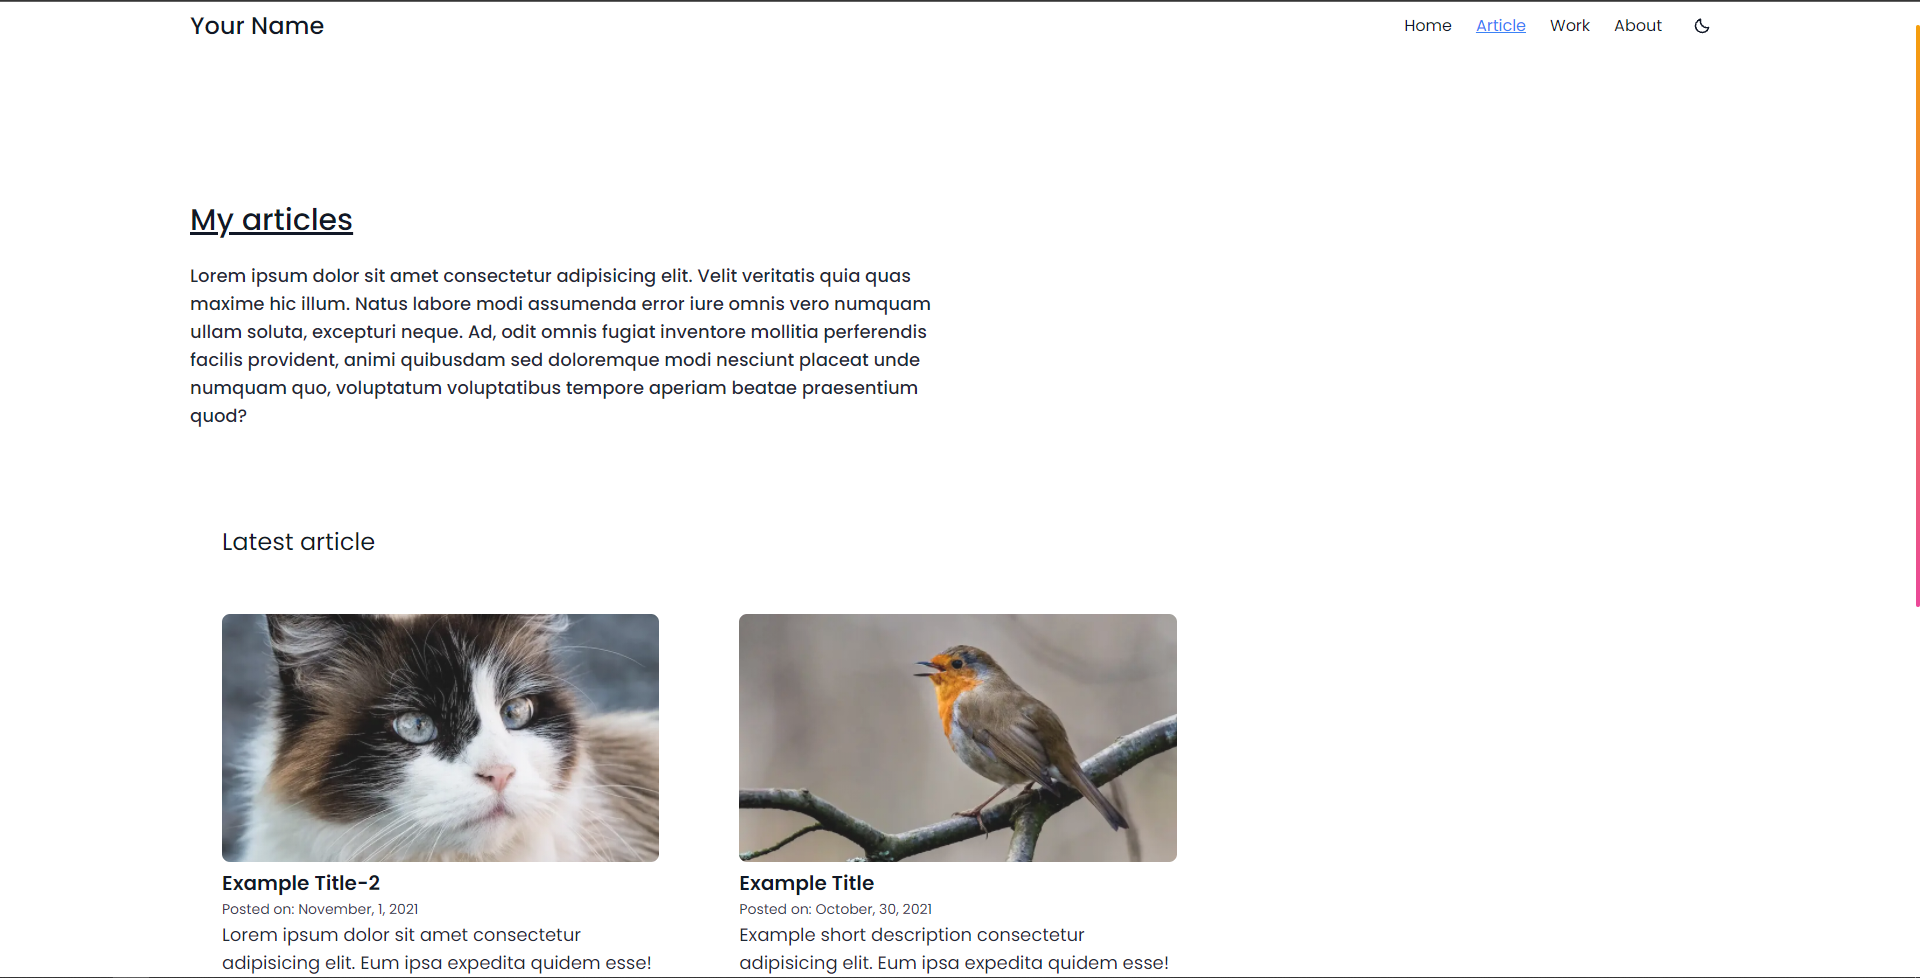 Your Name
Home Article Work About
My articles
Lorem ipsum dolor sit amet consectetur adipisicing elit. Velit veritatis quia quas
maxime hic illum. Natus labore modi assumenda error iure omnis vero numquam
ullam soluta, excepturi neque. Ad, odit omnis fugiat inventore mollitia perferendis
facilis provident, animi quibusdam sed doloremque modi nesciunt placeat unde
numquam quo, voluptatum voluptatibus tempore aperiam beatae praesentium
quod?
Latest article
Example Title-2
Posted on: November, 1, 2021
Lorem ipsum dolor sit amet consectetur
adipisicing elit. Eum ipsa expedita quidem esse!
Example Title
Posted on: October, 30, 2021
Example short description consectetur
adipisicing elit. Eum ipsa expedita quidem esse!